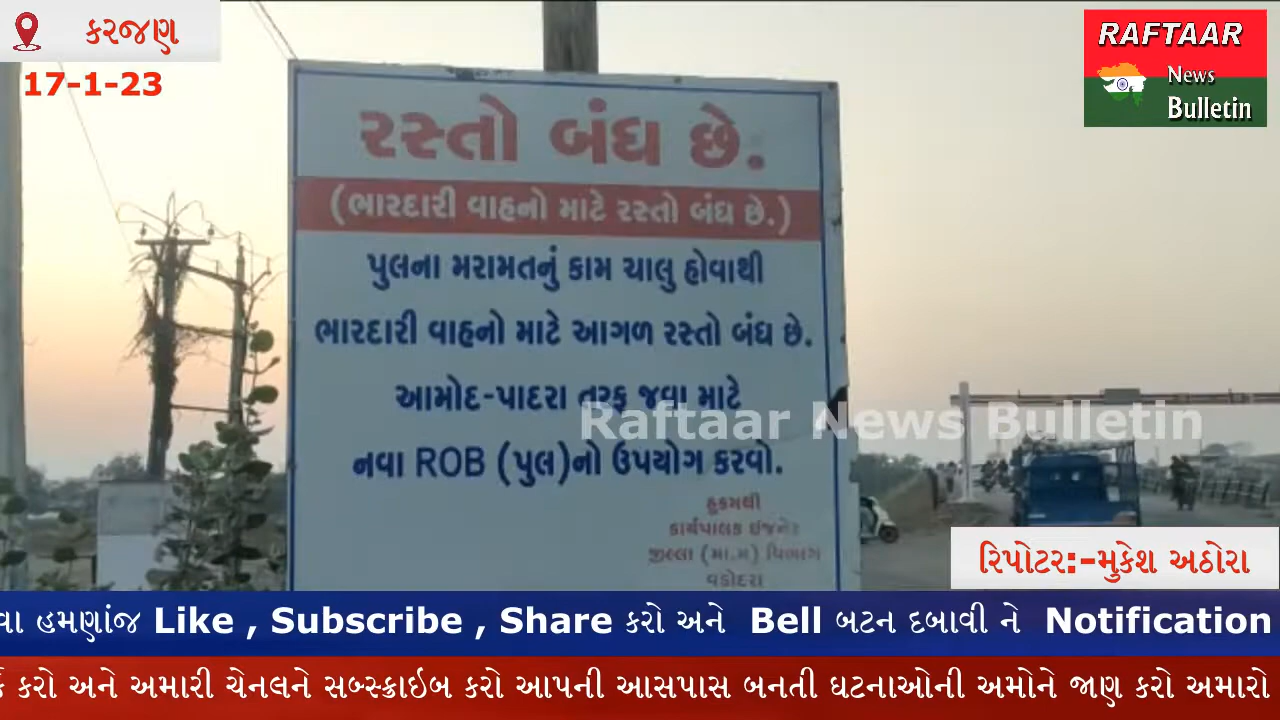 કરજણ
17-1-23
RAFTAAR
News
Bulletin
રસ્તો બંધ છે.
(ભારદારી વાહનો માટે રસ્તો બંધ છે.)
પુલના મરામતનું કામ ચાલુ હોવાથી
ભારદારી વાહનો માટે આગળ રસ્તો બંધ છે.
આમોદ-પાદરા તરફ જવા માટે
નવા ROB (પુલ)નો ઉપયોગ કરવો.
Raftaar News Bulletin
હુકમથી
કાર્યપાલક ઇજનેર
જીલ્લા (મા.મ) વિભાગ
વડોદરા
રિપોટર:-મુકેશ અઠોરા
વા હમણાંજ Like , Subscribe , Share કરો અને Bell બટન દબાવી ને Notification
કરો અને અમારી ચેનલને સબ્સ્ક્રાઇબ કરો આપની આસપાસ બનતી ઘટનાઓની અમોને જાણ કરો અમારો